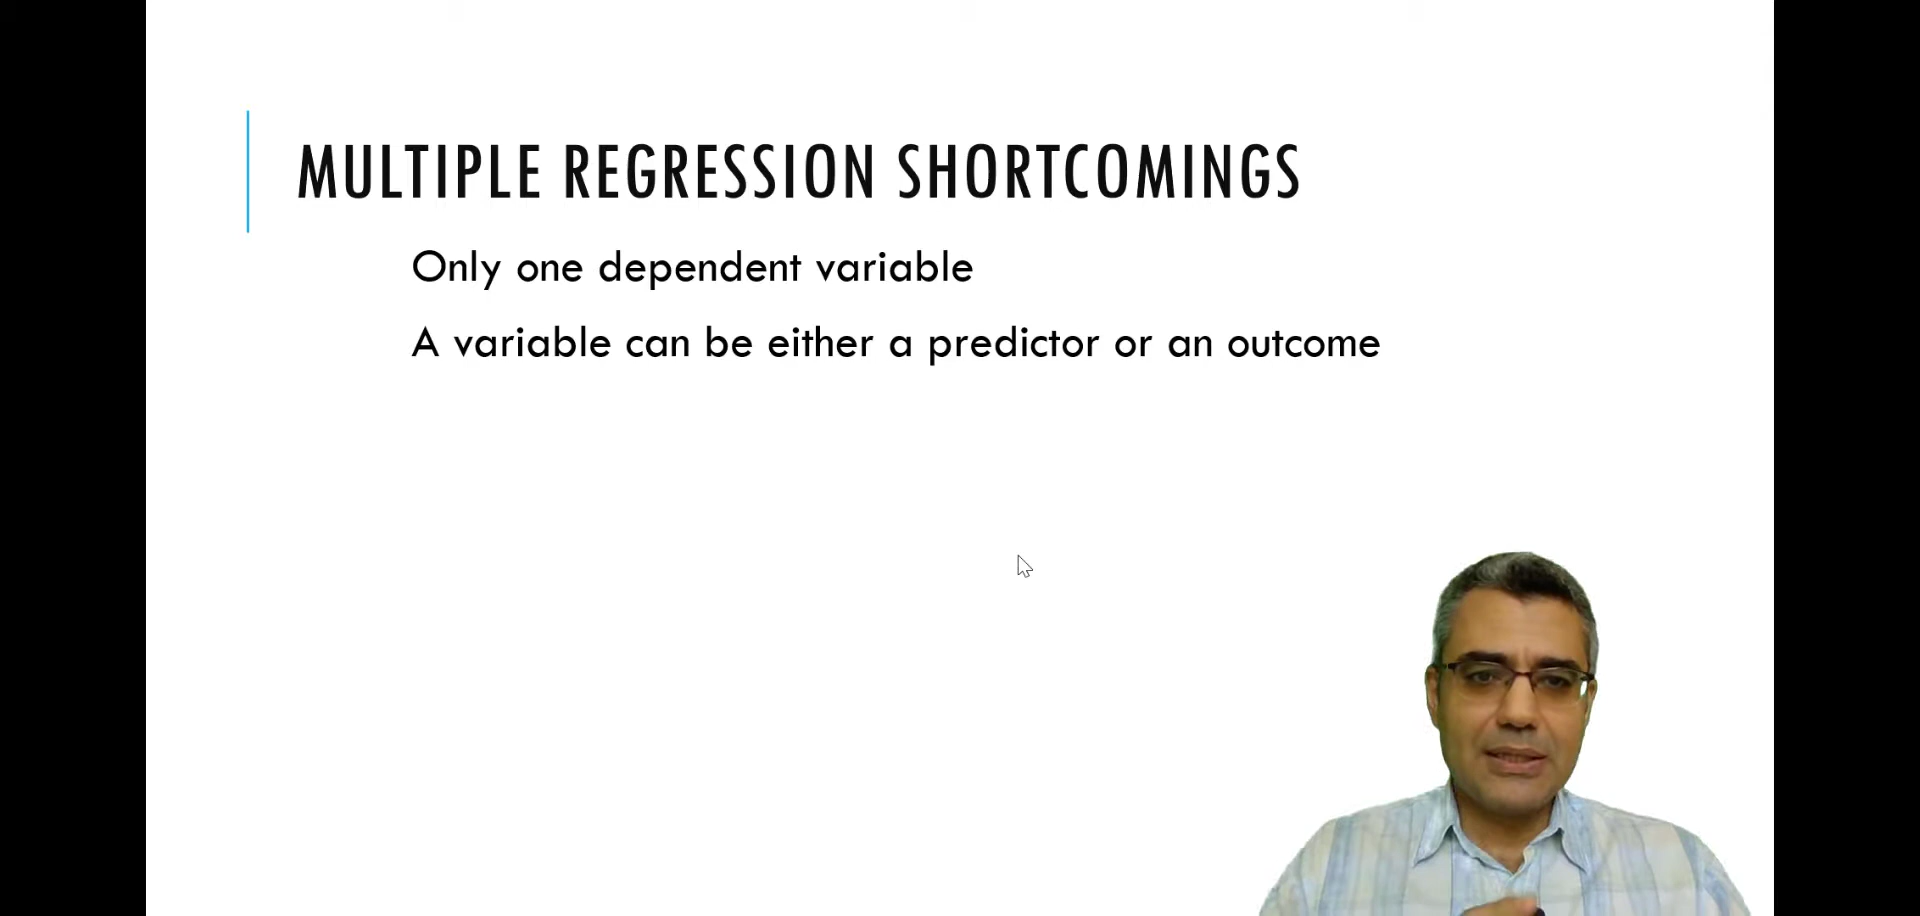 MULTIPLE REGRESSION SHORTCOMINGS
Only one dependent variable
A variable can be either a predictor or an outcome